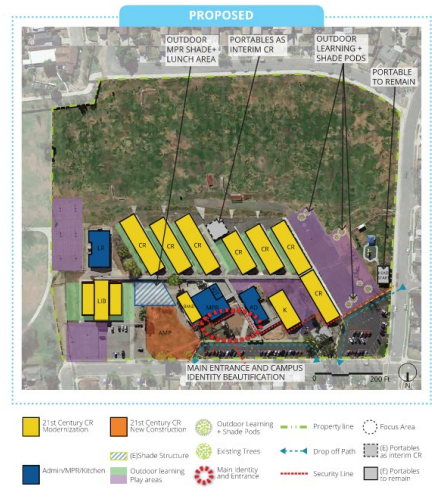 PROPOSED
OUTDOOR
MPR SHADE+
LUNCH AREA
PORTABLES AS
INTERIM CR
OUTDOOR
LEARNING +
SHADE PODS
PORTABLE
TO REMAIN
LR
CR
CR
CR
CR
CR
CR
LIB
MPR
AD
K
CR
AMP
MAIN ENTRANCE AND CAMPUS
IDENTITY BEAUTIFICATION
0
200 Ft
N
21st Century CR
Modernization
21st Century CR
New Construction
Outdoor Learning
+ Shade Pods
Property line
Focus Area
(E)Shade Structure
Existing Trees
Drop off Path
(E) Portables
as interim CR
Admin/MPR/Kitchen
Outdoor learning
Play areas
Main identity
and Entrance
Security Line
(E) Portables
to remain